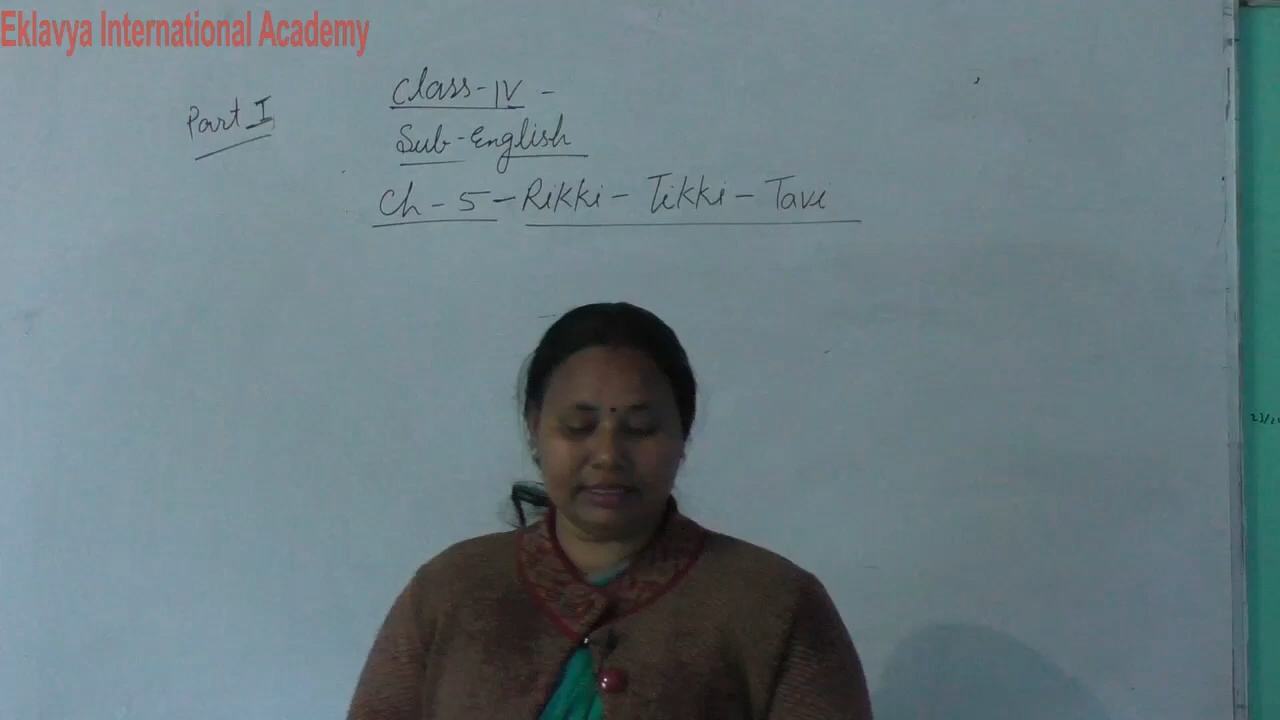 Eklavya International Academy
Class-IV -
Part I
Sub-English
Ch-5-Rikki-Tikki-Tavi